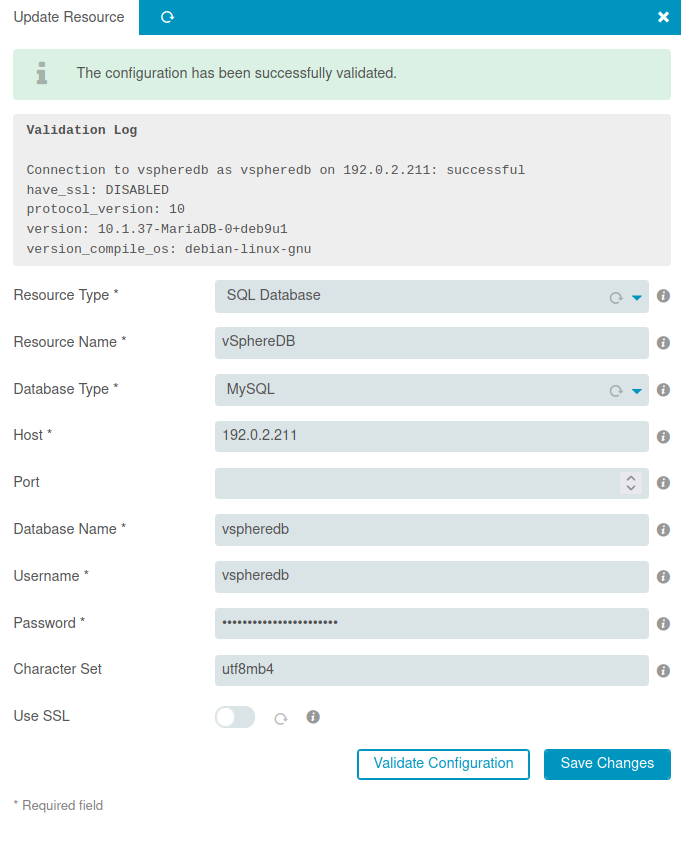 Update Resource
The configuration has been successfully validated.
Validation Log
Connection to vspheredb as vspheredb on 192.0.2.211: successful
have_ssl: DISABLED
protocol_version: 10
version: 10.1.37-MariaDB-0+deb9u1
version_compile_os: debian-linux-gnu
Resource Type * SQL Database
Resource Name * vSphereDB
Database Type * MySQL
Host * 192.0.2.211
Port
Database Name * vspheredb
Username * vspheredb
Password * •••••••••••••••••••••••
Character Set utf8mb4
Use SSL
Validate Configuration Save Changes
* Required field